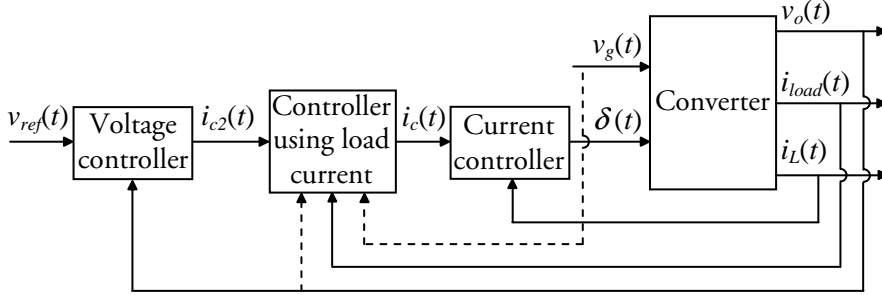 v_o(t)
v_g(t)
Converter
i_load(t)
v_ref(t)
Voltage
controller
i_c2(t)
Controller
using load
current
i_c(t)
Current
controller
δ(t)
i_L(t)